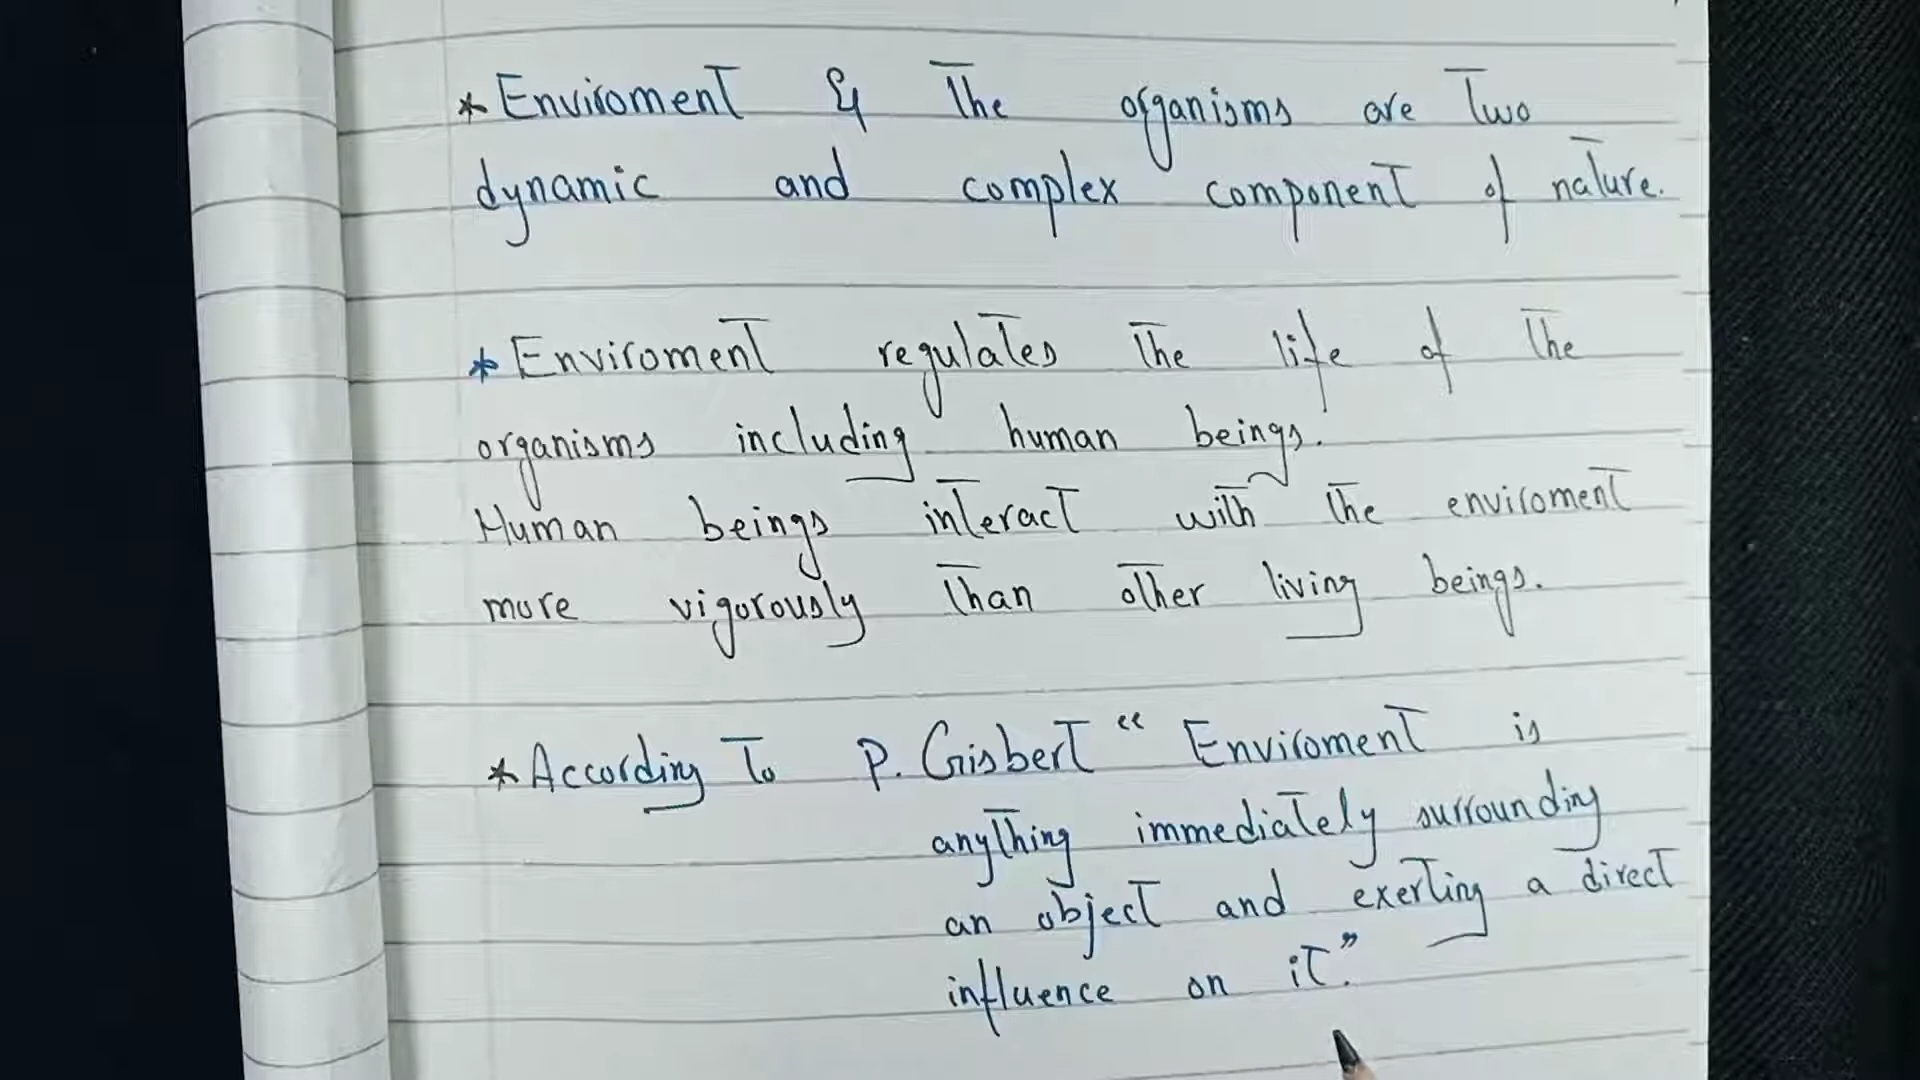 * Enviroment & The organisms are Two
dynamic and complex component of nature.
* Enviroment regulates The life of The
organisms including human beings.
Human beings interact with The enviroment
more vigorously Than other living beings.
* According To P. Gisbert “ Enviroment is
anything immediately surrounding
an object and exerting a direct
influence on it.”